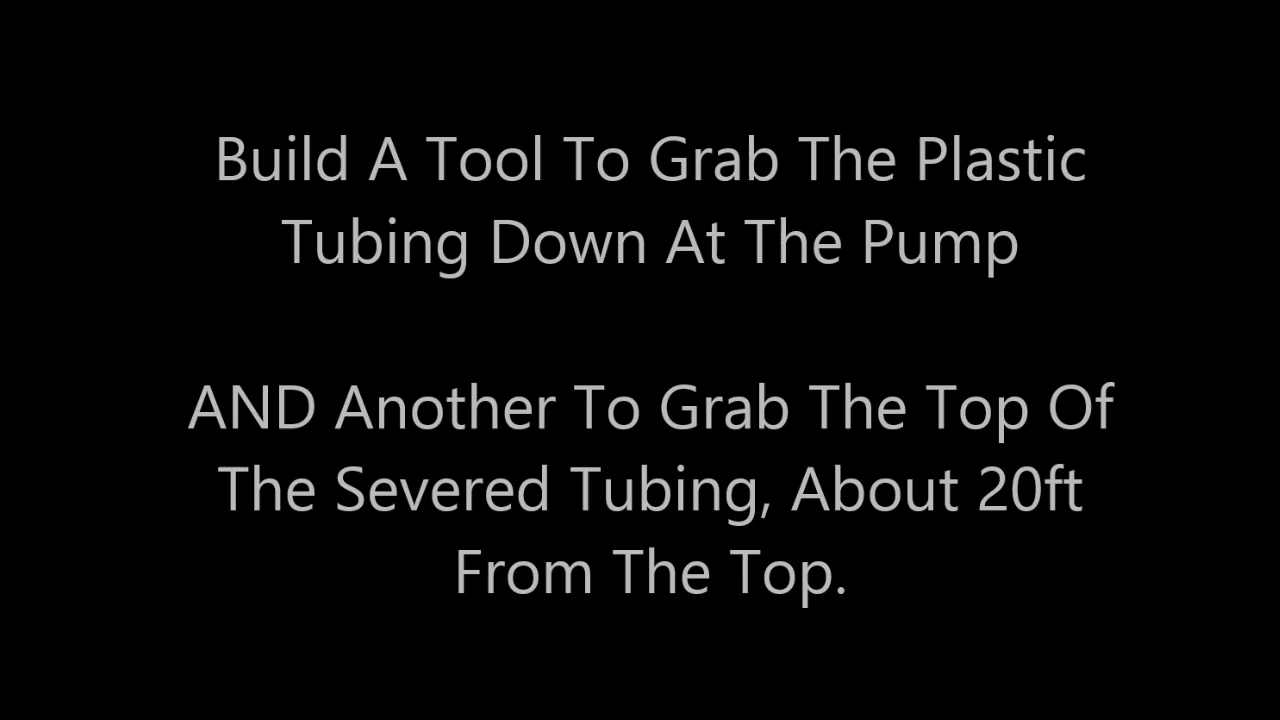 Build A Tool To Grab The Plastic
Tubing Down At The Pump
AND Another To Grab The Top Of
The Severed Tubing, About 20ft
From The Top.